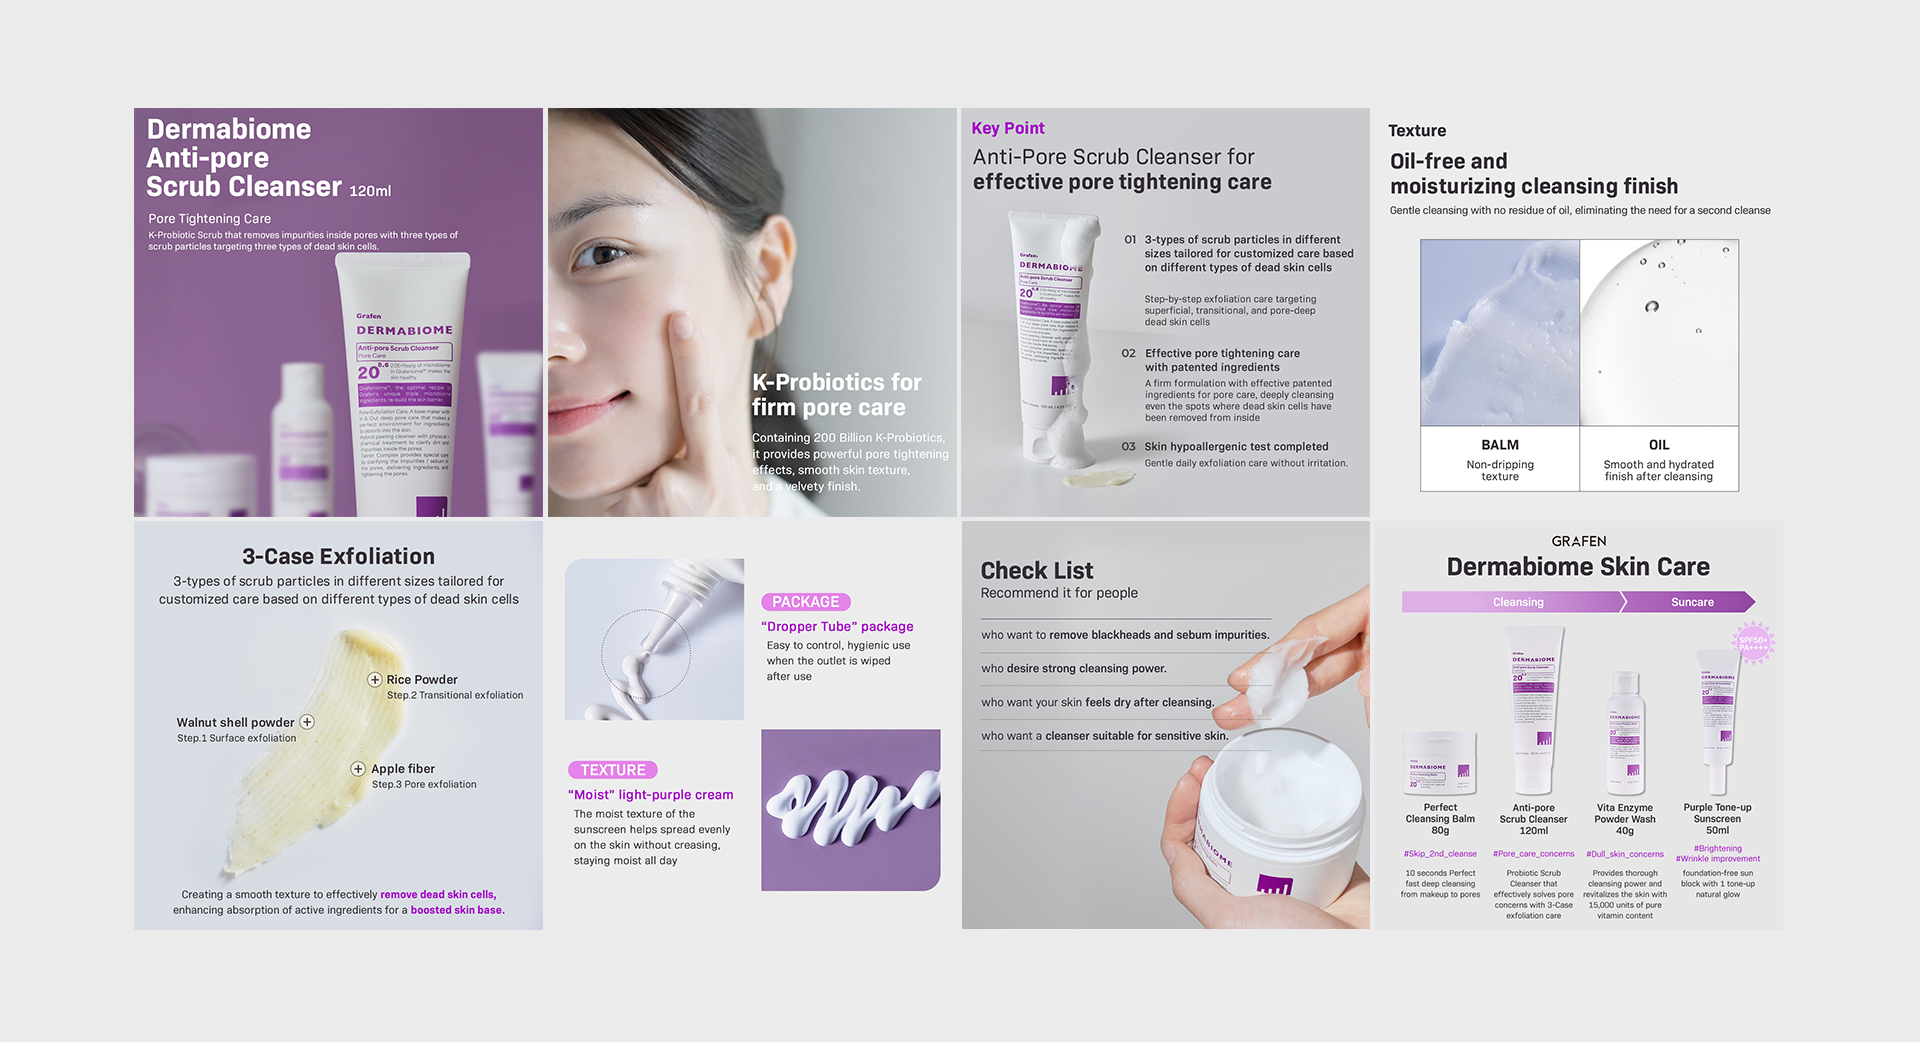 Dermabiome
Anti-pore
Scrub Cleanser 120ml
Pore Tightening Care
K-Probiotic Scrub that removes impurities inside pores with three types of
scrub particles targeting three types of dead skin cells.
Grafen
DERMABIOME
Anti-pore Scrub Cleanser
Pore Care
20 8.6
K-Probiotics for
firm pore care
Containing 200 Billion K-Probiotics,
it provides powerful pore tightening
effects, smooth skin texture,
and a velvety finish.
Key Point
Anti-Pore Scrub Cleanser for
effective pore tightening care
Grafen
DERMABIOME
Anti-pore Scrub Cleanser
Pore Care
20
01 3-types of scrub particles in different
sizes tailored for customized care based
on different types of dead skin cells
Step-by-step exfoliation care targeting
superficial, transitional, and pore-deep
dead skin cells
02 Effective pore tightening care
with patented ingredients
A firm formulation with effective patented
ingredients for pore care, deeply cleansing
even the spots where dead skin cells have
been removed from inside
03 Skin hypoallergenic test completed
Gentle daily exfoliation care without irritation.
Texture
Oil-free and
moisturizing cleansing finish
Gentle cleansing with no residue of oil, eliminating the need for a second cleanse
BALM
Non-dripping
texture
OIL
Smooth and hydrated
finish after cleansing
3-Case Exfoliation
3-types of scrub particles in different sizes tailored for
customized care based on different types of dead skin cells
Rice Powder
Step.2 Transitional exfoliation
Walnut shell powder
Step.1 Surface exfoliation
Apple fiber
Step.3 Pore exfoliation
Creating a smooth texture to effectively remove dead skin cells,
enhancing absorption of active ingredients for a boosted skin base.
PACKAGE
“Dropper Tube” package
Easy to control, hygienic use
when the outlet is wiped
after use
TEXTURE
“Moist” light-purple cream
The moist texture of the
sunscreen helps spread evenly
on the skin without creasing,
staying moist all day
Check List
Recommend it for people
who want to remove blackheads and sebum impurities.
who desire strong cleansing power.
who want your skin feels dry after cleansing.
who want a cleanser suitable for sensitive skin.
DERMABIOME
GRAFEN
Dermabiome Skin Care
Cleansing
Suncare
SPF50+
PA++++
DERMABIOME
DERMABIOME
DERMABIOME
DERMABIOME
Perfect
Cleansing Balm
80g
#Skip_2nd_cleanse
10 seconds Perfect
fast deep cleansing
from makeup to pores
Anti-pore
Scrub Cleanser
120ml
#Pore_care_concerns
Probiotic Scrub
Cleanser that
effectively solves pore
concerns with 3-Case
exfoliation care
Vita Enzyme
Powder Wash
40g
#Dull_skin_concerns
Provides thorough
cleansing power and
revitalizes the skin with
15,000 units of pure
vitamin content
Purple Tone-up
Sunscreen
50ml
#Brightening
#Wrinkle improvement
foundation-free sun
block with 1 tone-up
natural glow